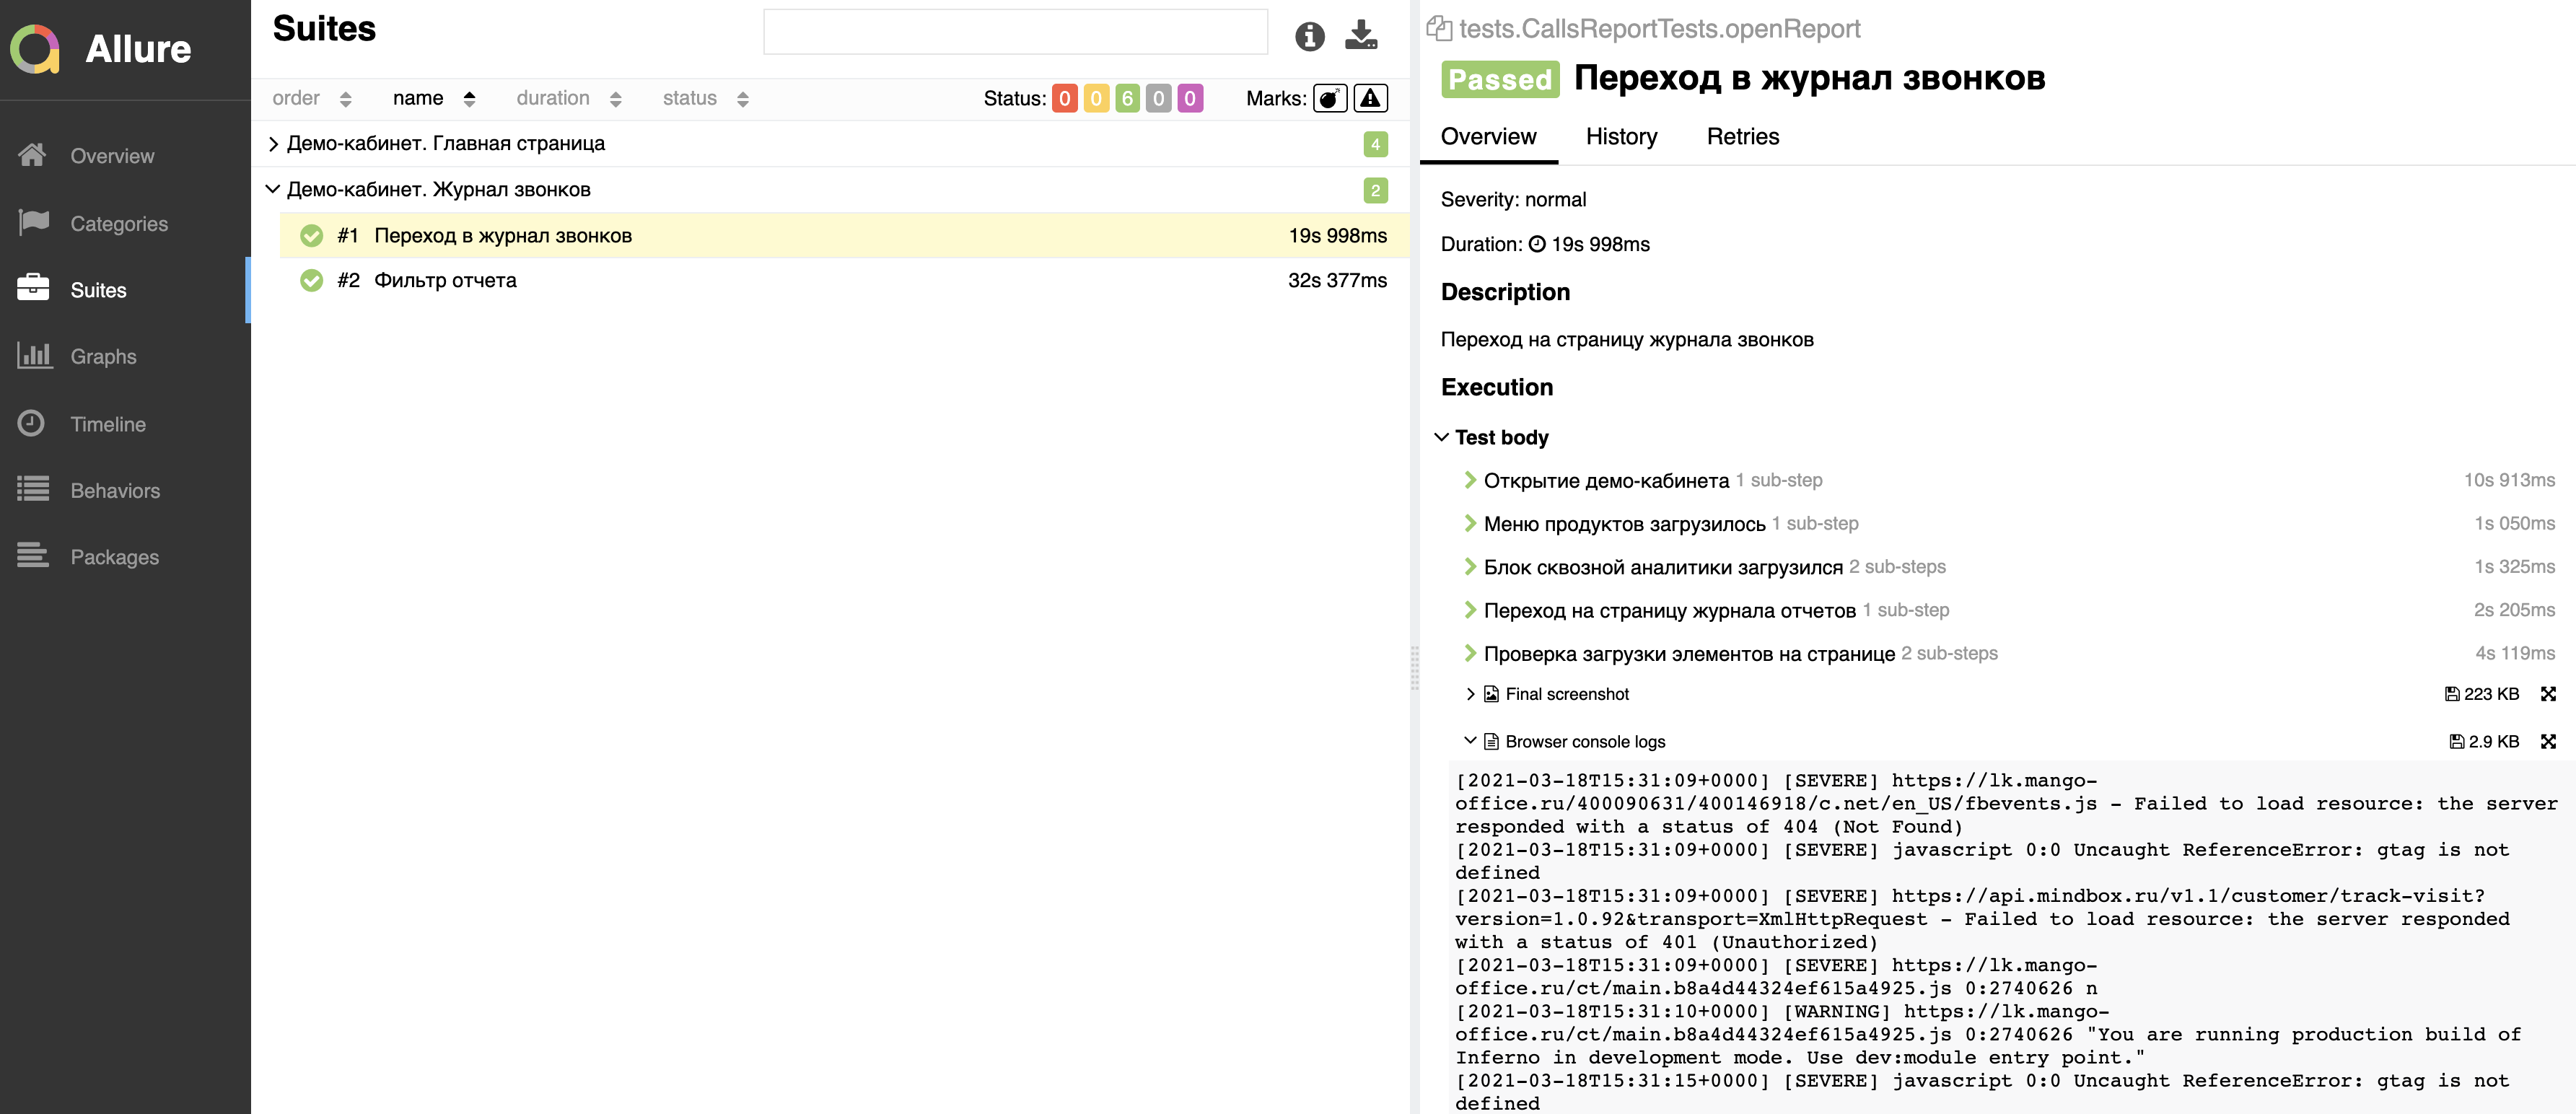 Allure
Overview
Categories
Suites
Graphs
Timeline
Behaviors
Packages
Suites
order name duration status Status: 0 0 6 0 0 Marks:
Демо-кабинет. Главная страница 4
Демо-кабинет. Журнал звонков 2
#1 Переход в журнал звонков 19s 998ms
#2 Фильтр отчета 32s 377ms
tests.CallsReportTests.openReport
Passed Переход в журнал звонков
Overview History Retries
Severity: normal
Duration: 19s 998ms
Description
Переход на страницу журнала звонков
Execution
Test body
Открытие демо-кабинета 1 sub-step 10s 913ms
Меню продуктов загрузилось 1 sub-step 1s 050ms
Блок сквозной аналитики загрузился 2 sub-steps 1s 325ms
Переход на страницу журнала отчетов 1 sub-step 2s 205ms
Проверка загрузки элементов на странице 2 sub-steps 4s 119ms
Final screenshot 223 KB
Browser console logs 2.9 KB
[2021-03-18T15:31:09+0000] [SEVERE] https://lk.mango-
office.ru/400090631/400146918/c.net/en_US/fbevents.js - Failed to load resource: the server
responded with a status of 404 (Not Found)
[2021-03-18T15:31:09+0000] [SEVERE] javascript 0:0 Uncaught ReferenceError: gtag is not
defined
[2021-03-18T15:31:09+0000] [SEVERE] https://api.mindbox.ru/v1.1/customer/track-visit?
version=1.0.92&transport=XmlHttpRequest - Failed to load resource: the server responded
with a status of 401 (Unauthorized)
[2021-03-18T15:31:09+0000] [SEVERE] https://lk.mango-
office.ru/ct/main.b8a4d44324ef615a4925.js 0:2740626 n
[2021-03-18T15:31:10+0000] [WARNING] https://lk.mango-
office.ru/ct/main.b8a4d44324ef615a4925.js 0:2740626 "You are running production build of
Inferno in development mode. Use dev:module entry point."
[2021-03-18T15:31:15+0000] [SEVERE] javascript 0:0 Uncaught ReferenceError: gtag is not
defined